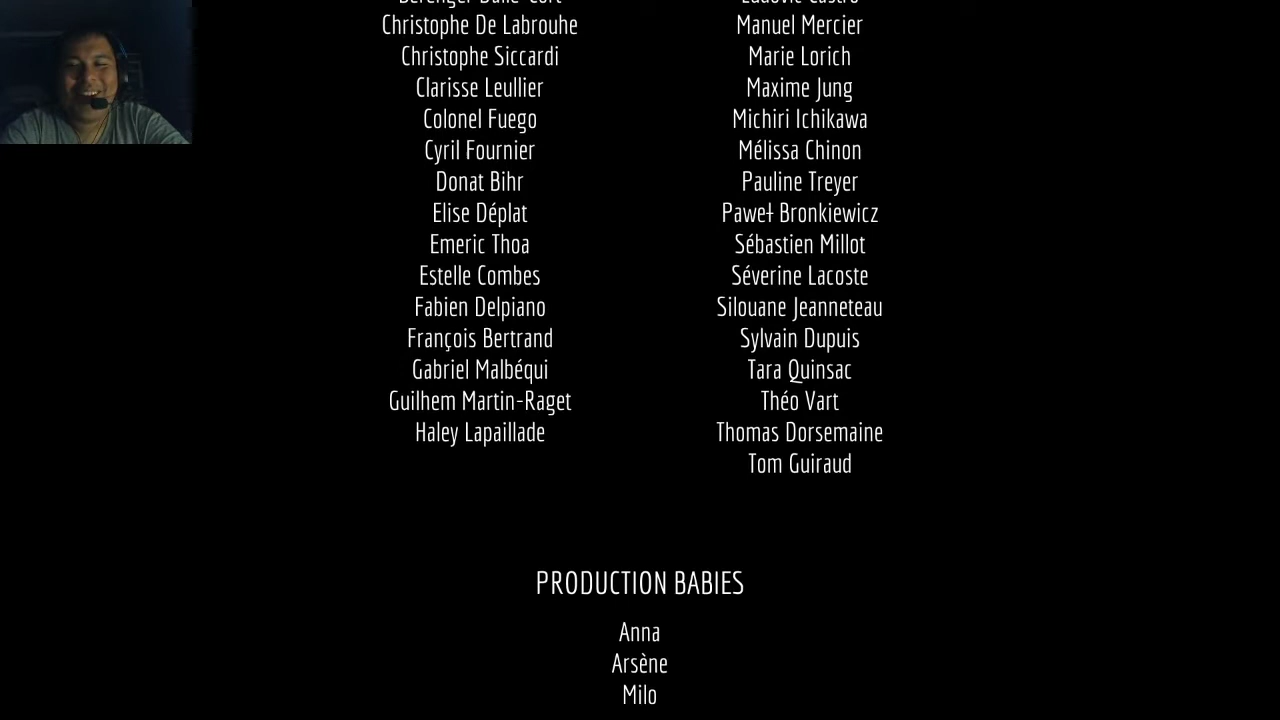 Christophe De Labrouhe
Christophe Siccardi
Clarisse Leullier
Colonel Fuego
Cyril Fournier
Donat Bihr
Elise Déplat
Emeric Thoa
Estelle Combes
Fabien Delpiano
François Bertrand
Gabriel Malbéqui
Guilhem Martin-Raget
Haley Lapaillade
Manuel Mercier
Marie Lorich
Maxime Jung
Michiri Ichikawa
Mélissa Chinon
Pauline Treyer
Paweł Bronkiewicz
Sébastien Millot
Séverine Lacoste
Silouane Jeanneteau
Sylvain Dupuis
Tara Quinsac
Théo Vart
Thomas Dorsemaine
Tom Guiraud
PRODUCTION BABIES
Anna
Arsène
Milo